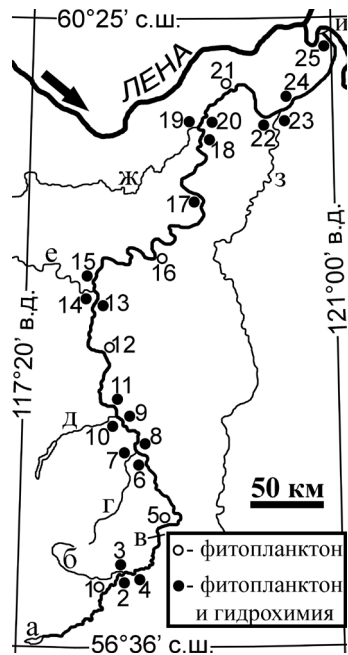 60°25' с.ш.
и
25
ЛЕНА
21
24
19
20
18
22
23
ж
з
17
е
16
15
14
13
117°20' в.д.
121°00' в.д.
12
11
9
10
д
8
7
6
г
50 км
5
в
б
3
1
2
4
а
- фитопланктон
- фитопланктон
и гидрохимия
56°36' с.ш.